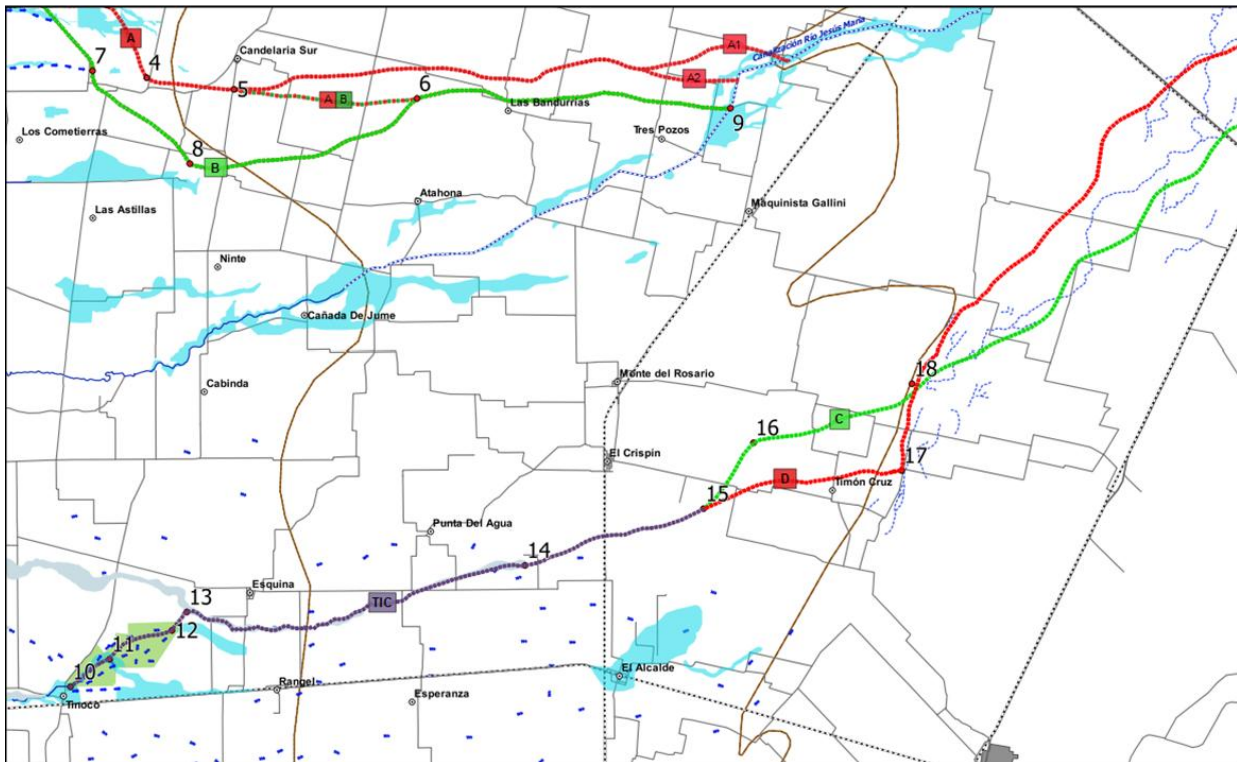 A
A1
Canalización Río Jesús María
Candelaria Sur
7
4
A2
5
6
A B
Las Bandurrias
9
Tres Pozos
Los Cometierras
8
B
Atahona
Las Astillas
Maquinista Gallini
Ninte
Cañada De Jume
Monte del Rosario
18
Cabinda
C
16
El Crispin
17
D
Timón Cruz
15
Punta Del Agua
14
Esquina
TIC
13
12
11
10
El Alcalde
Rangel
Tinoco
Esperanza